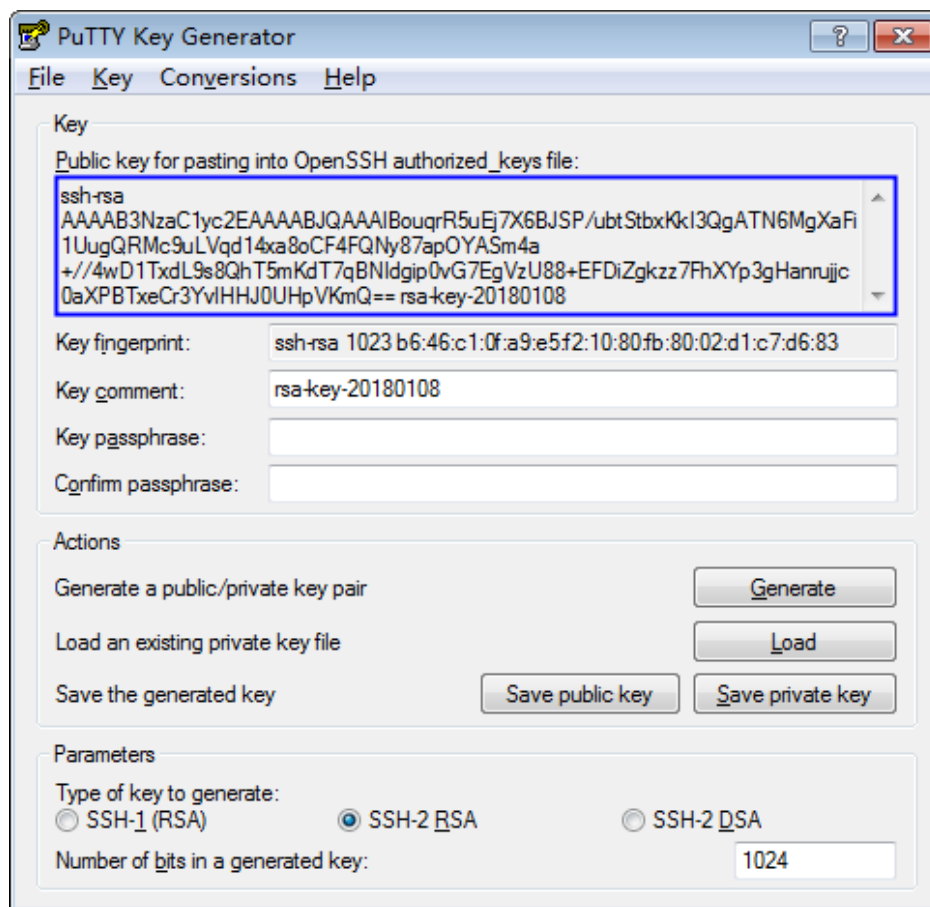 PuTTY Key Generator
File Key Conversions Help
Key
Public key for pasting into OpenSSH authorized_keys file:
ssh-rsa
AAAAB3NzaC1yc2EAAAABJQAAAIBouqrR5uEj7X6BJSP/ubtStbxKkI3QgATN6MgXaFi
1UugQRMc9uLVqd14xa8oCF4FQNy87apOYASm4a
+//4wD1TxdL9s8QhT5mKdT7qBNIdgip0vG7EgVzU88+EFDiZgkzz7FhXYp3gHanrujjc
0aXPBTxeCr3YvIHHJ0UHpVKmQ== rsa-key-20180108
Key fingerprint: ssh-rsa 1023 b6:46:c1:0f:a9:e5:f2:10:80:fb:80:02:d1:c7:d6:83
Key comment: rsa-key-20180108
Key passphrase:
Confirm passphrase:
Actions
Generate a public/private key pair Generate
Load an existing private key file Load
Save the generated key Save public key Save private key
Parameters
Type of key to generate:
SSH-1 (RSA) SSH-2 RSA SSH-2 DSA
Number of bits in a generated key: 1024